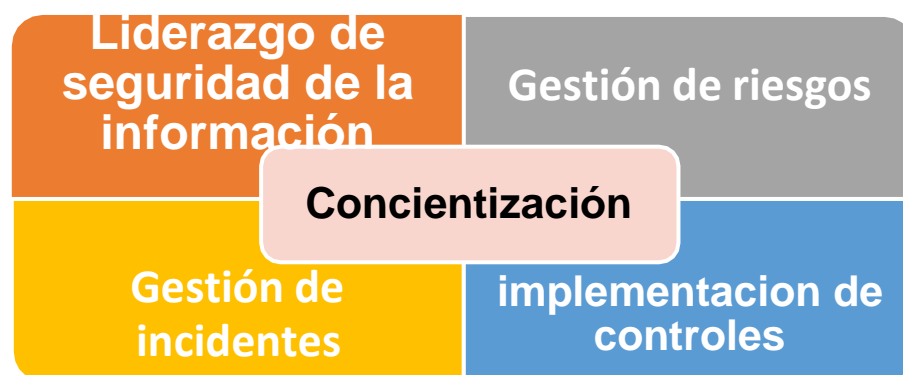 Liderazgo de
seguridad de la
información
Gestión de riesgos
Concientización
Gestión de
incidentes
implementacion de
controles